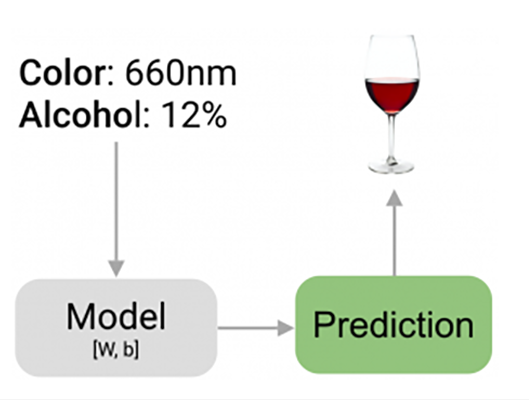 Color: 660nm
Alcohol: 12%
Model
[W, b]
Prediction